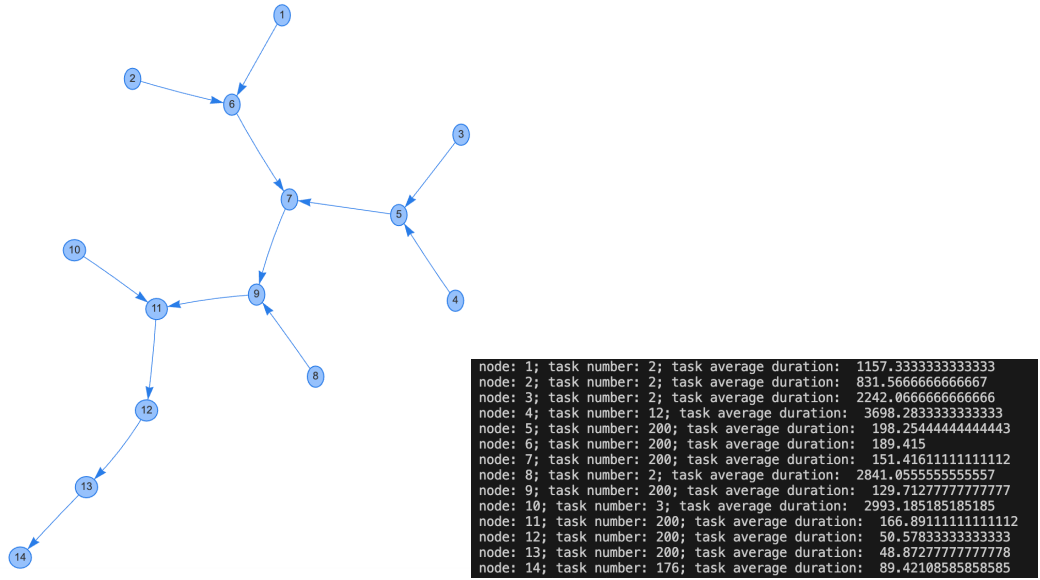 1
2
6
3
7
5
10
9
4
11
8
12
13
14
node: 1; task number: 2; task average duration:  1157.3333333333333
node: 2; task number: 2; task average duration:  831.5666666666667
node: 3; task number: 2; task average duration:  2242.0666666666666
node: 4; task number: 12; task average duration:  3698.2833333333333
node: 5; task number: 200; task average duration:  198.25444444444443
node: 6; task number: 200; task average duration:  189.415
node: 7; task number: 200; task average duration:  151.41611111111112
node: 8; task number: 2; task average duration:  2841.0555555555557
node: 9; task number: 200; task average duration:  129.71277777777777
node: 10; task number: 3; task average duration:  2993.185185185185
node: 11; task number: 200; task average duration:  166.89111111111112
node: 12; task number: 200; task average duration:  50.57833333333333
node: 13; task number: 200; task average duration:  48.87277777777778
node: 14; task number: 176; task average duration:  89.42108585858585